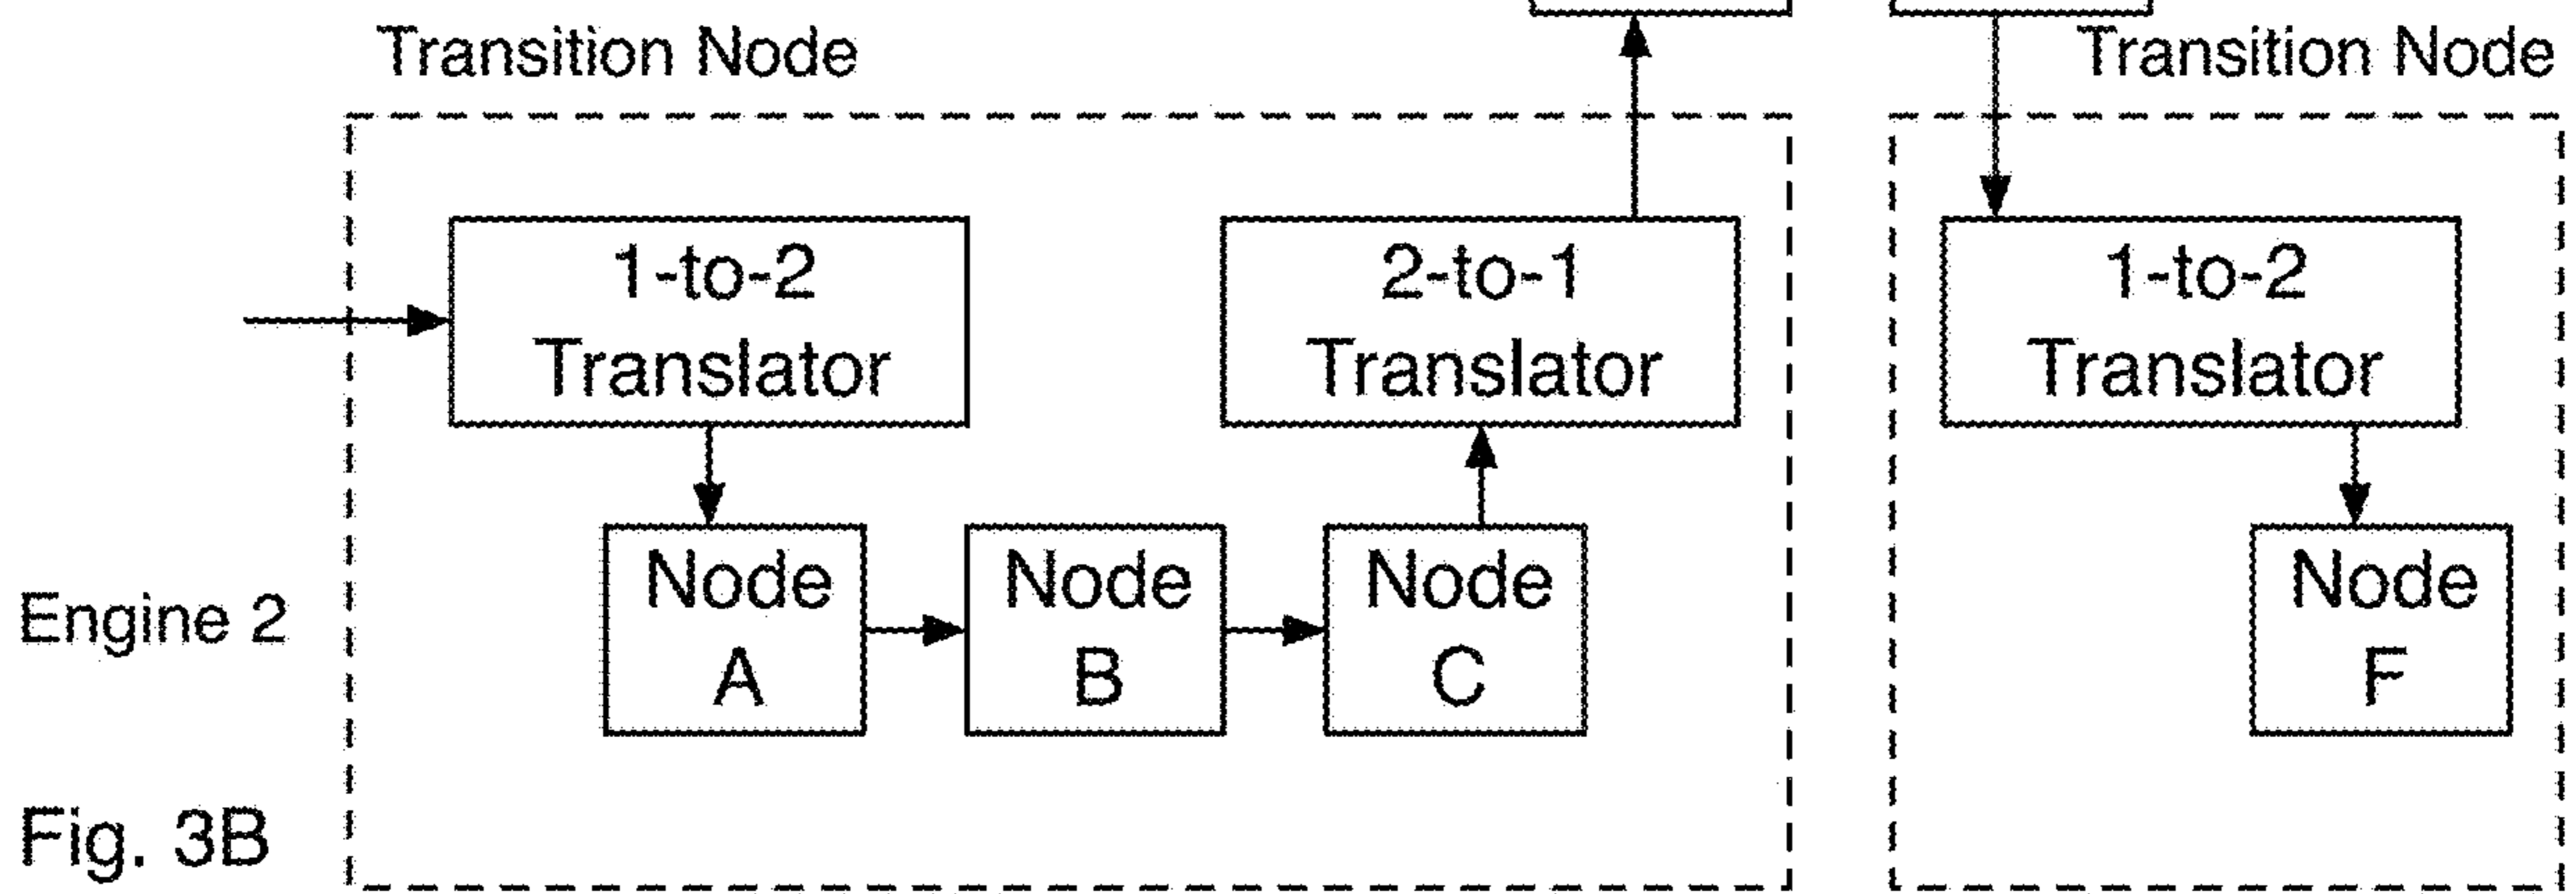 Transition Node
Transition Node
1-to-2
Translator
2-to-1
Translator
1-to-2
Translator
Engine 2
Node
A
Node
B
Node
C
Node
F
Fig. 3B